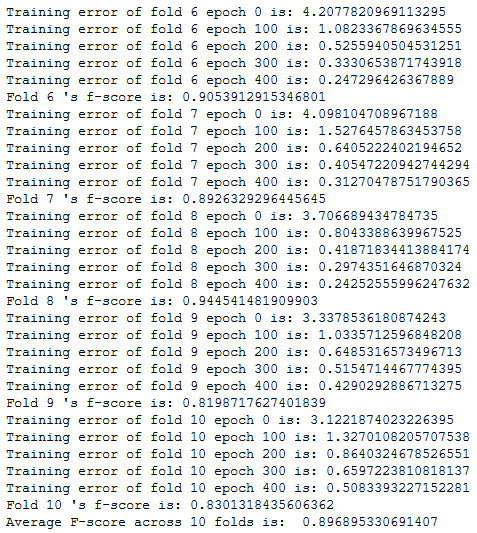 Training error of fold 6 epoch 0 is: 4.2077820969113295
Training error of fold 6 epoch 100 is: 1.0823367869634555
Training error of fold 6 epoch 200 is: 0.5255940504531251
Training error of fold 6 epoch 300 is: 0.3330653871743918
Training error of fold 6 epoch 400 is: 0.247296426367889
Fold 6 's f-score is: 0.9053912915346801
Training error of fold 7 epoch 0 is: 4.098104708967188
Training error of fold 7 epoch 100 is: 1.5276457863453758
Training error of fold 7 epoch 200 is: 0.6405222402194652
Training error of fold 7 epoch 300 is: 0.40547220942744294
Training error of fold 7 epoch 400 is: 0.31270478751790365
Fold 7 's f-score is: 0.8926329296445645
Training error of fold 8 epoch 0 is: 3.706689434784735
Training error of fold 8 epoch 100 is: 0.8043388639967525
Training error of fold 8 epoch 200 is: 0.41871834413884174
Training error of fold 8 epoch 300 is: 0.2974351646870324
Training error of fold 8 epoch 400 is: 0.24252555996247632
Fold 8 's f-score is: 0.944541481909903
Training error of fold 9 epoch 0 is: 3.3378536180874243
Training error of fold 9 epoch 100 is: 1.0335712596848208
Training error of fold 9 epoch 200 is: 0.6485316573496713
Training error of fold 9 epoch 300 is: 0.5154714467774395
Training error of fold 9 epoch 400 is: 0.4290292886713275
Fold 9 's f-score is: 0.8198717627401839
Training error of fold 10 epoch 0 is: 3.1221874023226395
Training error of fold 10 epoch 100 is: 1.3270108205707538
Training error of fold 10 epoch 200 is: 0.8640324678526551
Training error of fold 10 epoch 300 is: 0.6597223810818137
Training error of fold 10 epoch 400 is: 0.5083393227152281
Fold 10 's f-score is: 0.8301318435606362
Average F-score across 10 folds is:  0.896895330691407